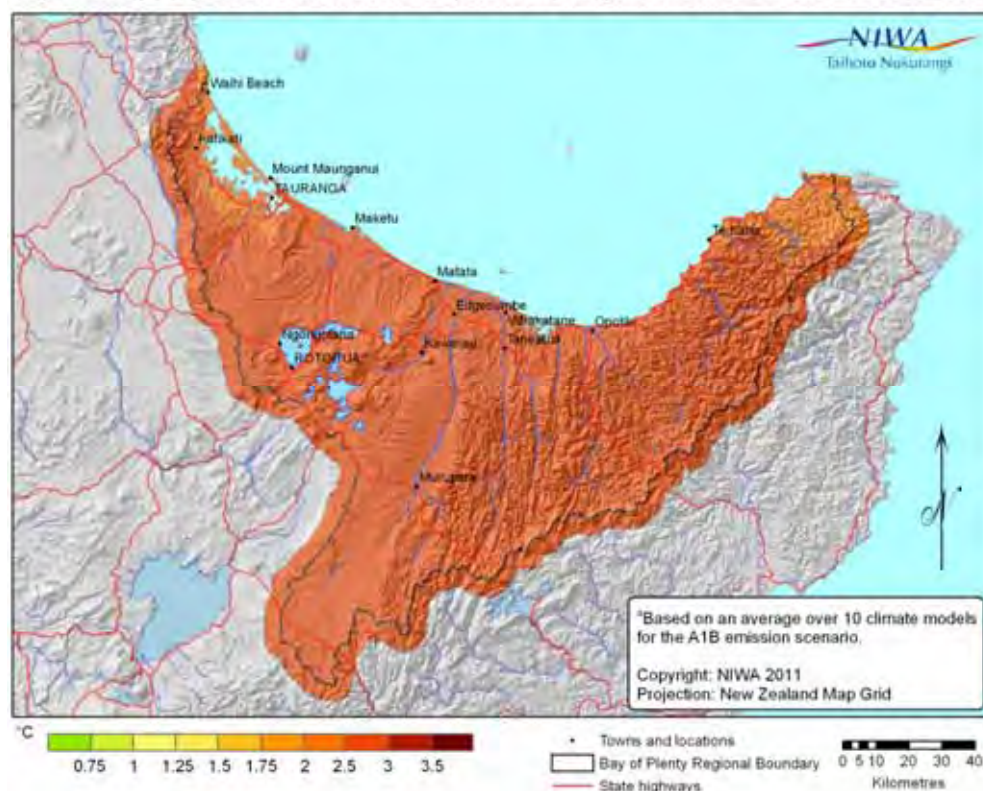 NIWA
Taihoro Nukurangi
Waihi Beach
Katikati
Mount Maunganui
TAURANGA
Maketu
Matata
Te Kaha
Edgecumbe
Whakatane
Opotiki
Ngongotaha
Kawerau
Taneatua
ROTORUA
Murupara
ªBased on an average over 10 climate models
for the A1B emission scenario.
Copyright: NIWA 2011
Projection: New Zealand Map Grid
°C
0.75 1 1.25 1.5 1.75 2 2.5 3 3.5
Towns and locations
Bay of Plenty Regional Boundary
State highways
0 5 10 20 30 40
Kilometres